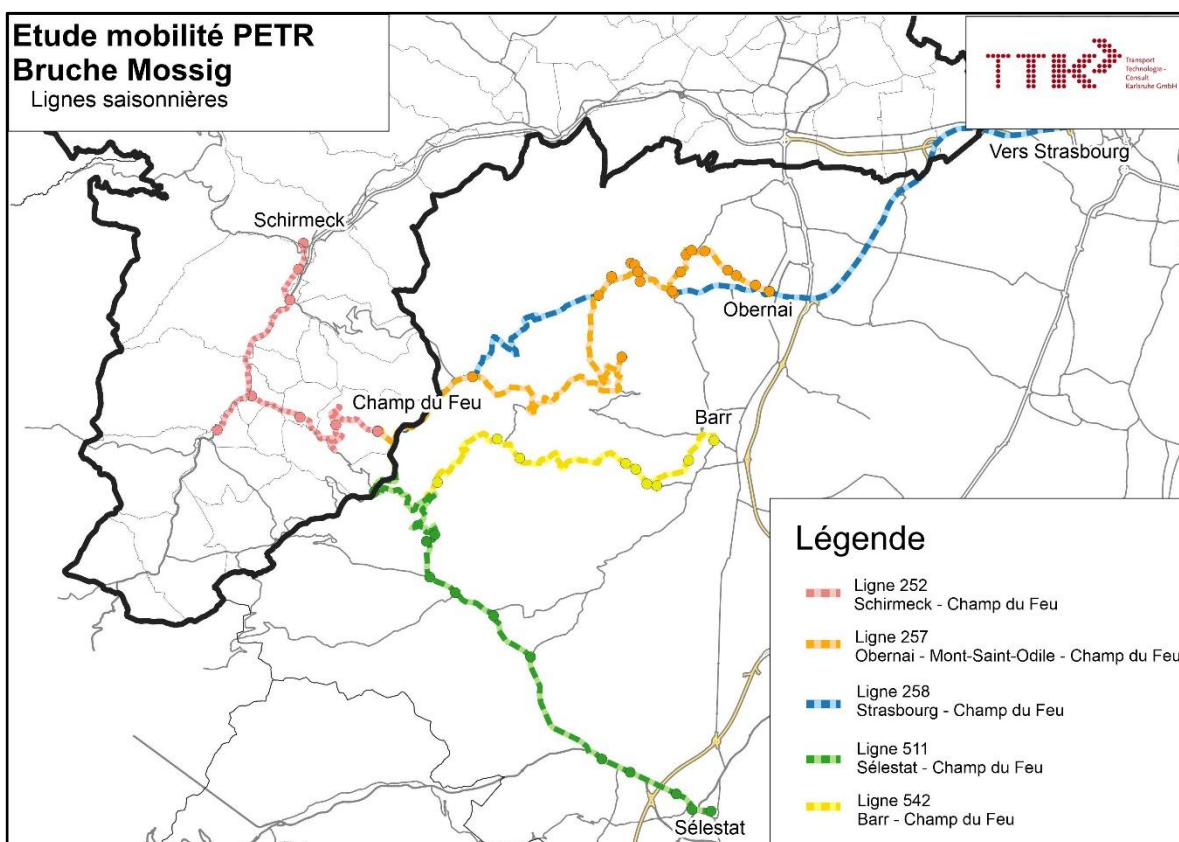 Etude mobilité PETR
Bruche Mossig
Lignes saisonnières
TTK
Transport
Technologie -
Consult
Karlsruhe GmbH
Vers Strasbourg
Schirmeck
Obernai
Champ du Feu
Barr
Sélestat
Légende
Ligne 252
Schirmeck - Champ du Feu
Ligne 257
Obernai - Mont-Saint-Odile - Champ du Feu
Ligne 258
Strasbourg - Champ du Feu
Ligne 511
Sélestat - Champ du Feu
Ligne 542
Barr - Champ du Feu